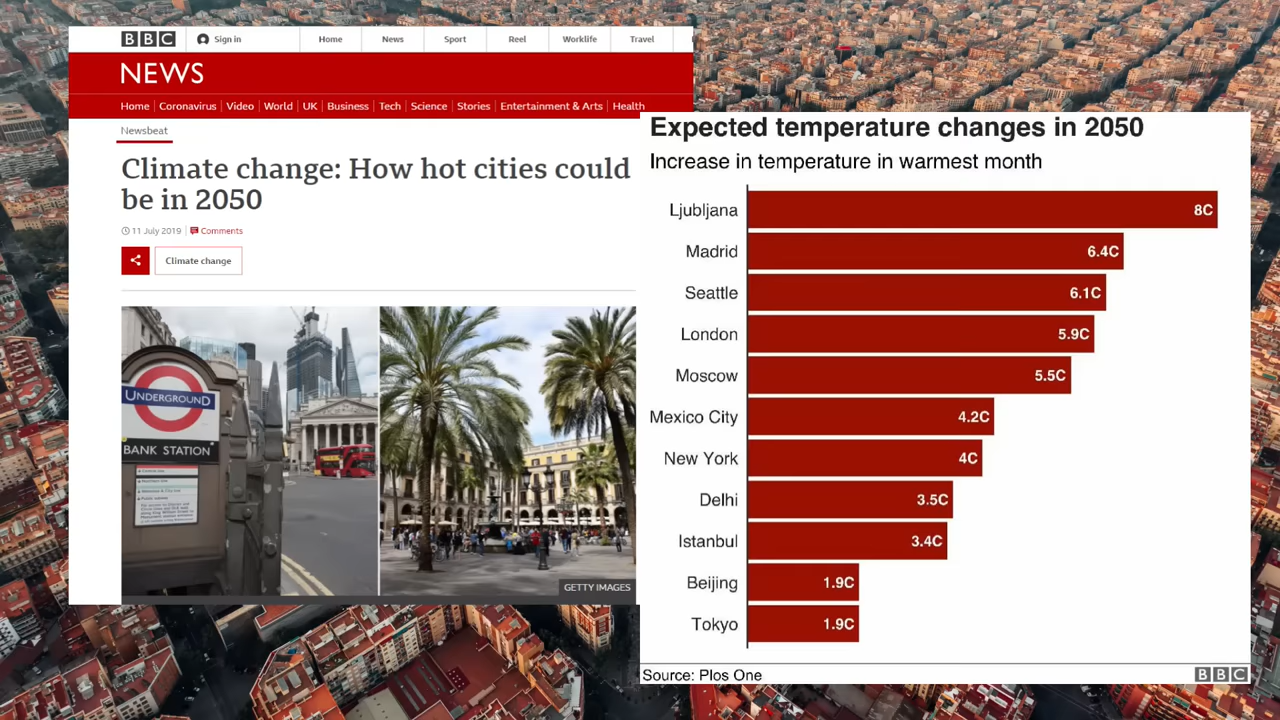 BBC Sign in Home News Sport Reel Worklife Travel
NEWS
Home Coronavirus Video World UK Business Tech Science Stories Entertainment & Arts Health
Newsbeat
Climate change: How hot cities could
be in 2050
11 July 2019 Comments
Climate change
UNDERGROUND
BANK STATION
GETTY IMAGES
Expected temperature changes in 2050
Increase in temperature in warmest month
Ljubljana 8C
Madrid 6.4C
Seattle 6.1C
London 5.9C
Moscow 5.5C
Mexico City 4.2C
New York 4C
Delhi 3.5C
Istanbul 3.4C
Beijing 1.9C
Tokyo 1.9C
Source: Plos One BBC